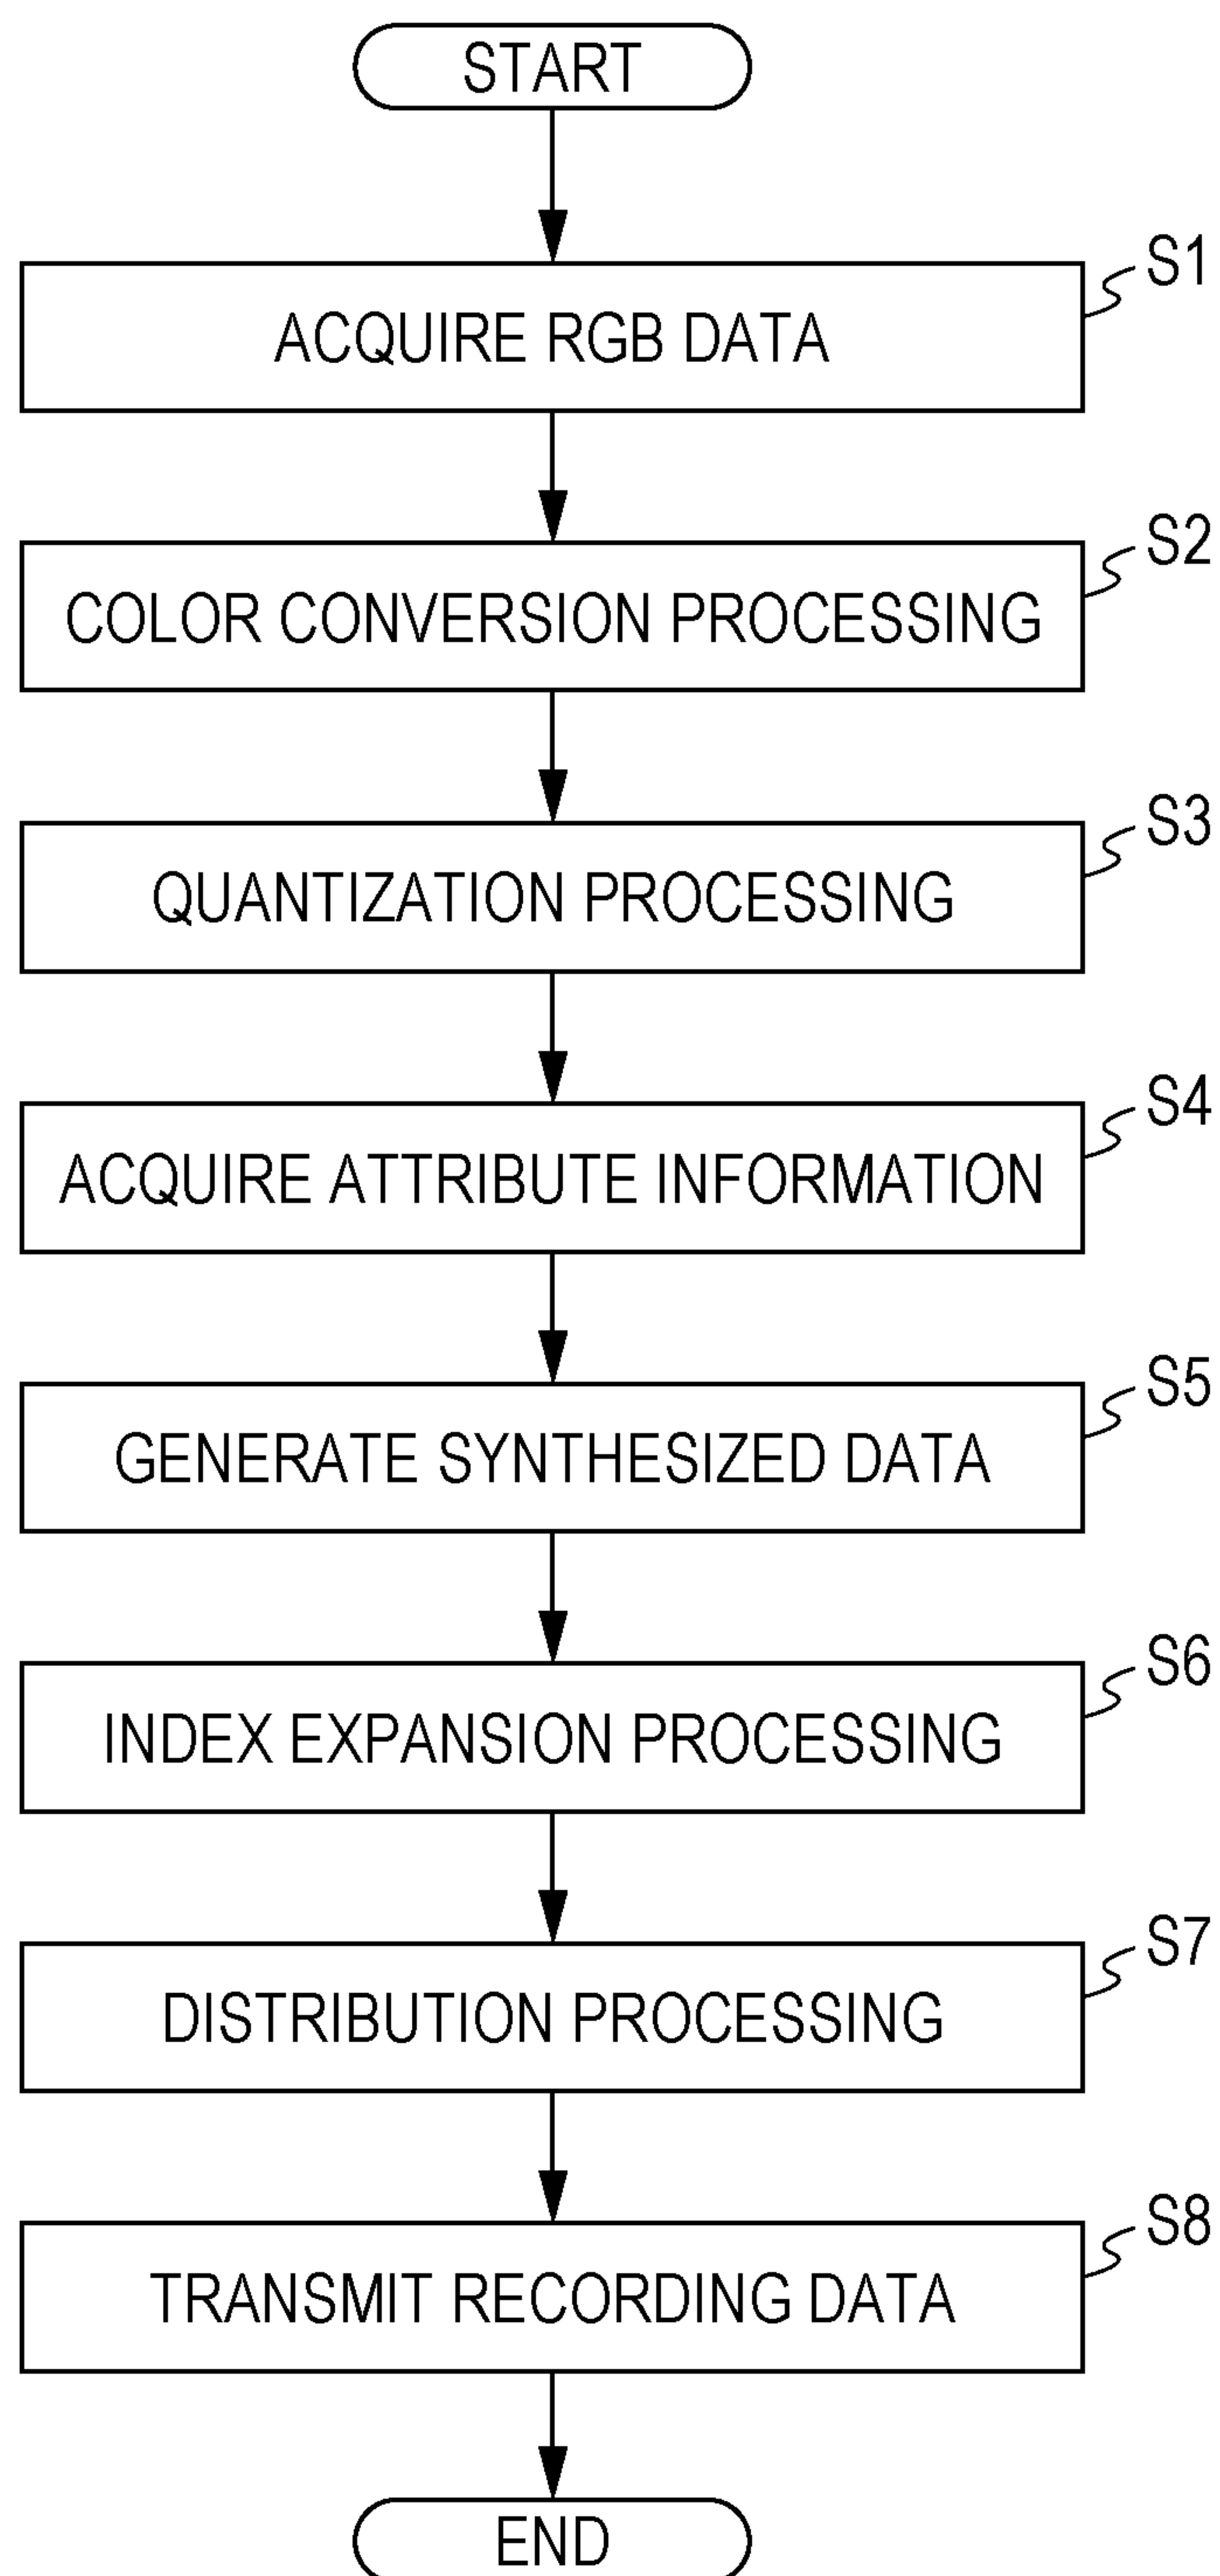 START
S1
ACQUIRE RGB DATA
S2
COLOR CONVERSION PROCESSING
S3
QUANTIZATION PROCESSING
S4
ACQUIRE ATTRIBUTE INFORMATION
S5
GENERATE SYNTHESIZED DATA
S6
INDEX EXPANSION PROCESSING
S7
DISTRIBUTION PROCESSING
S8
TRANSMIT RECORDING DATA
END